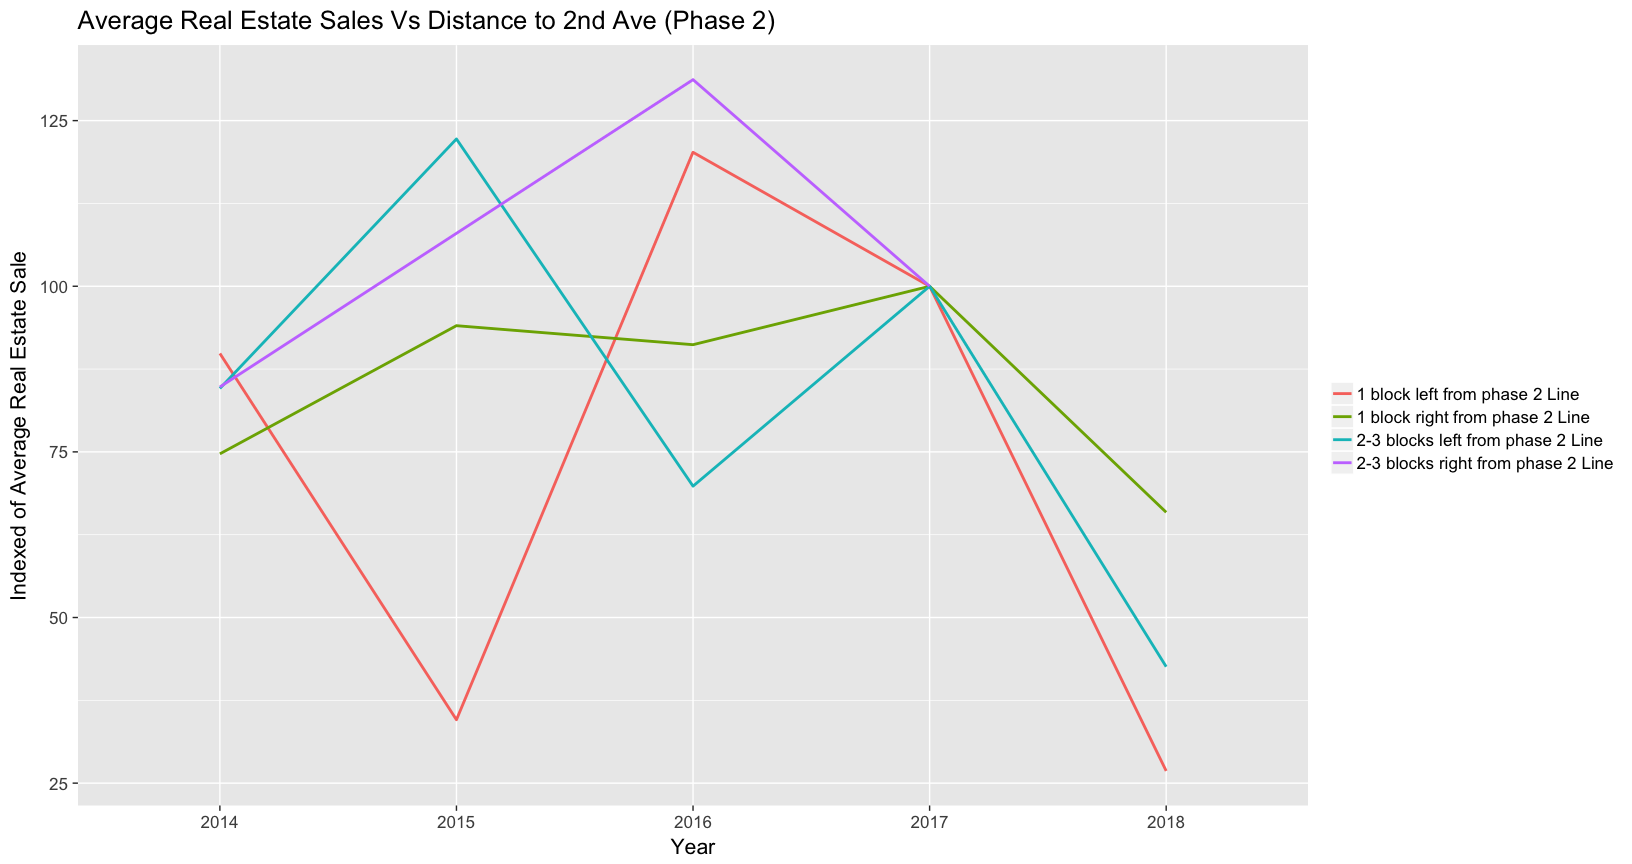 Average Real Estate Sales Vs Distance to 2nd Ave (Phase 2)
Indexed of Average Real Estate Sale
125
100
75
50
25
2014
2015
2016
2017
2018
Year
1 block left from phase 2 Line
1 block right from phase 2 Line
2-3 blocks left from phase 2 Line
2-3 blocks right from phase 2 Line